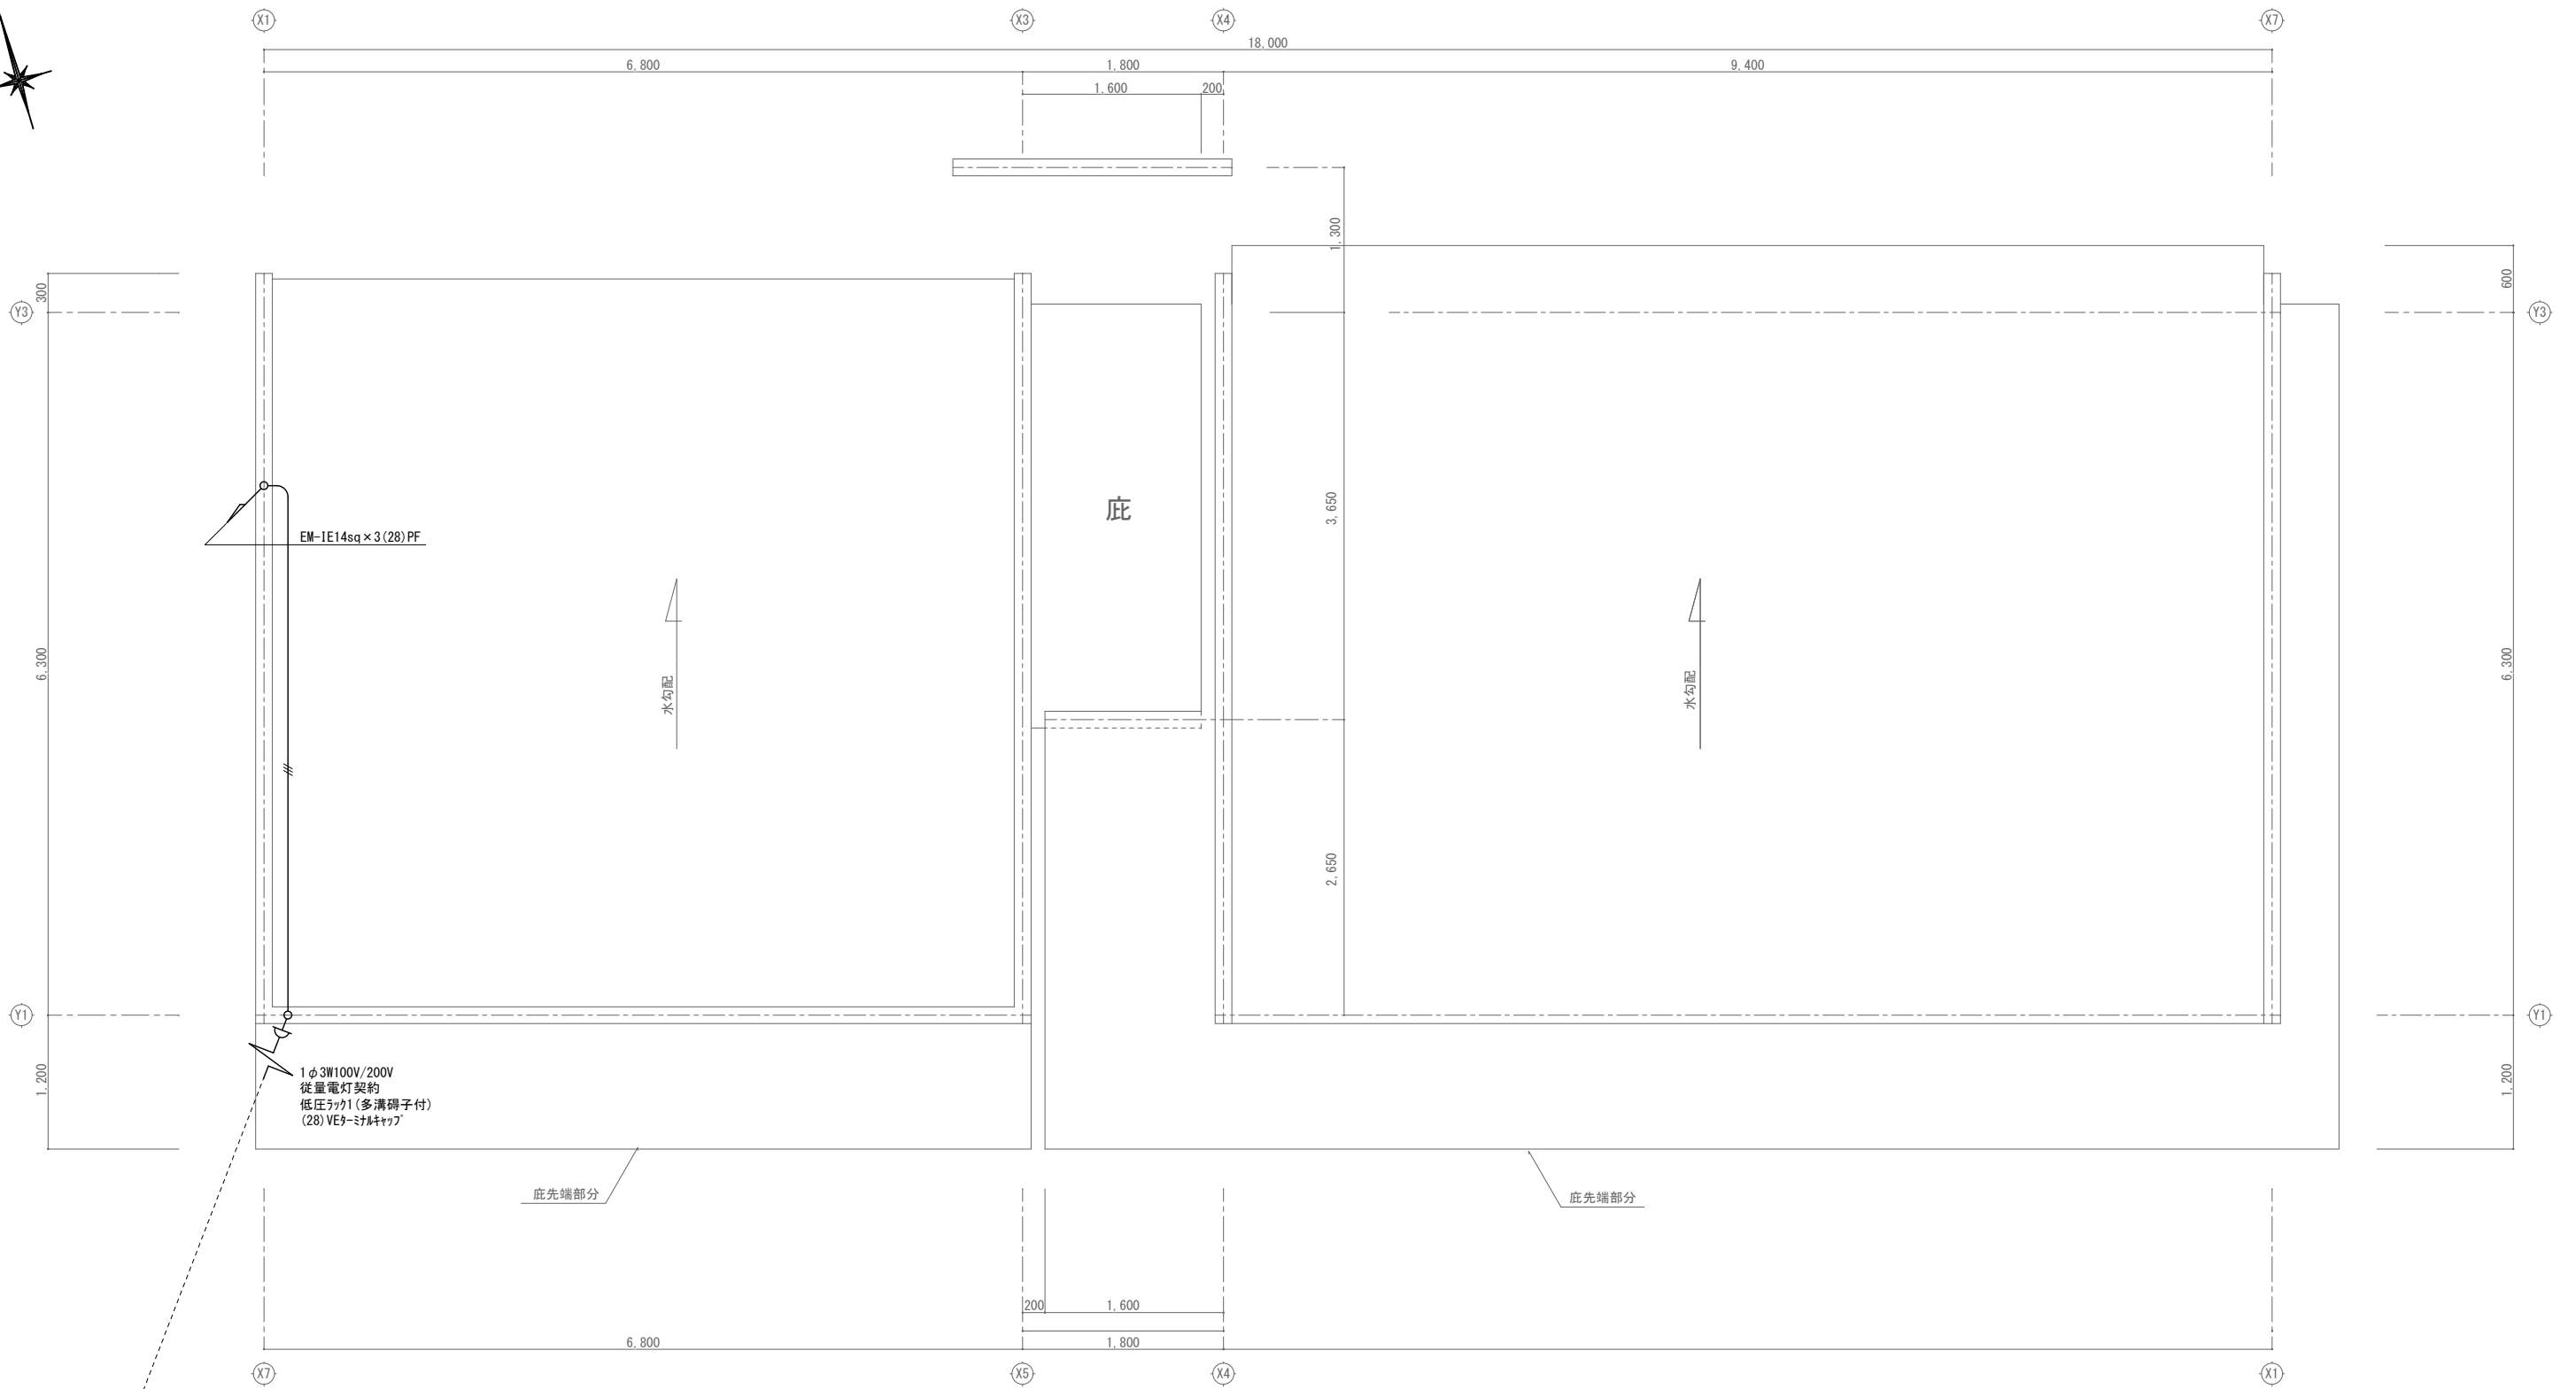 X1
X3
X4
X7
18,000
6,800
1,800
9,400
1,600
200
1,300
300
600
Y3
Y3
庇
3,650
EM-IE14sq×3(28)PF
6,300
水勾配
水勾配
6,300
2,650
Y1
Y1
1,200
1φ3W100V/200V
従量電灯契約
低圧ﾗｯｸ1(多溝碍子付)
(28)VEﾀｰﾐﾅﾙｷｬｯﾌﾟ
1,200
庇先端部分
庇先端部分
200
1,600
6,800
1,800
X7
X5
X4
X1